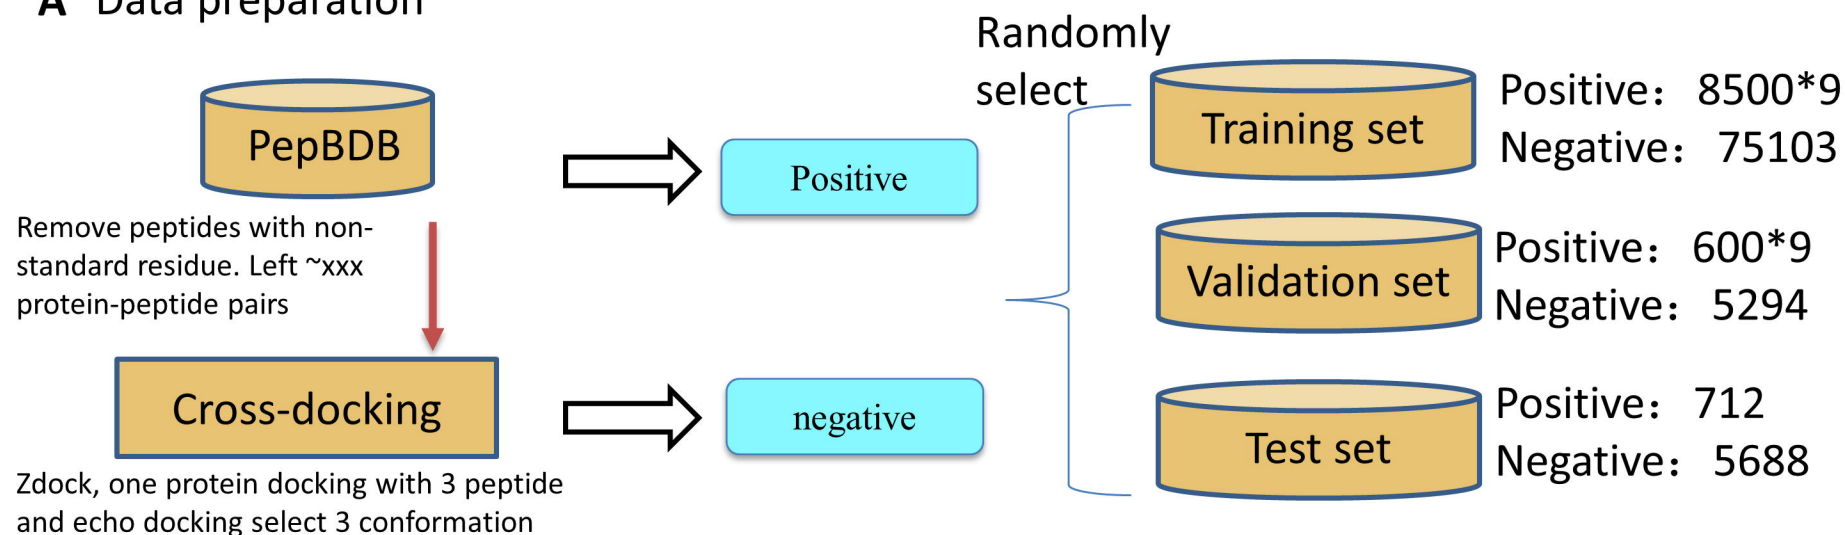 A Data preparation
PepBDB
Remove peptides with non-
standard residue. Left ~xxx
protein-peptide pairs
Cross-docking
Zdock, one protein docking with 3 peptide
and echo docking select 3 conformation
Positive
negative
Randomly
select
Training set
Positive：8500*9
Negative：75103
Validation set
Positive：600*9
Negative：5294
Test set
Positive：712
Negative：5688